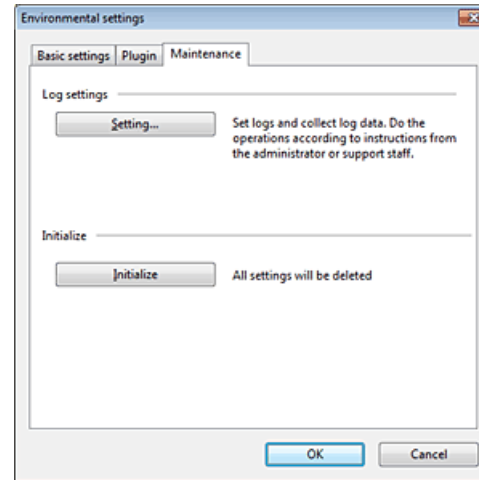 Environmental settings
Basic settings Plugin Maintenance
Log settings
Setting... Set logs and collect log data. Do the
operations according to instructions from
the administrator or support staff.
Initialize
Initialize All settings will be deleted
OK Cancel